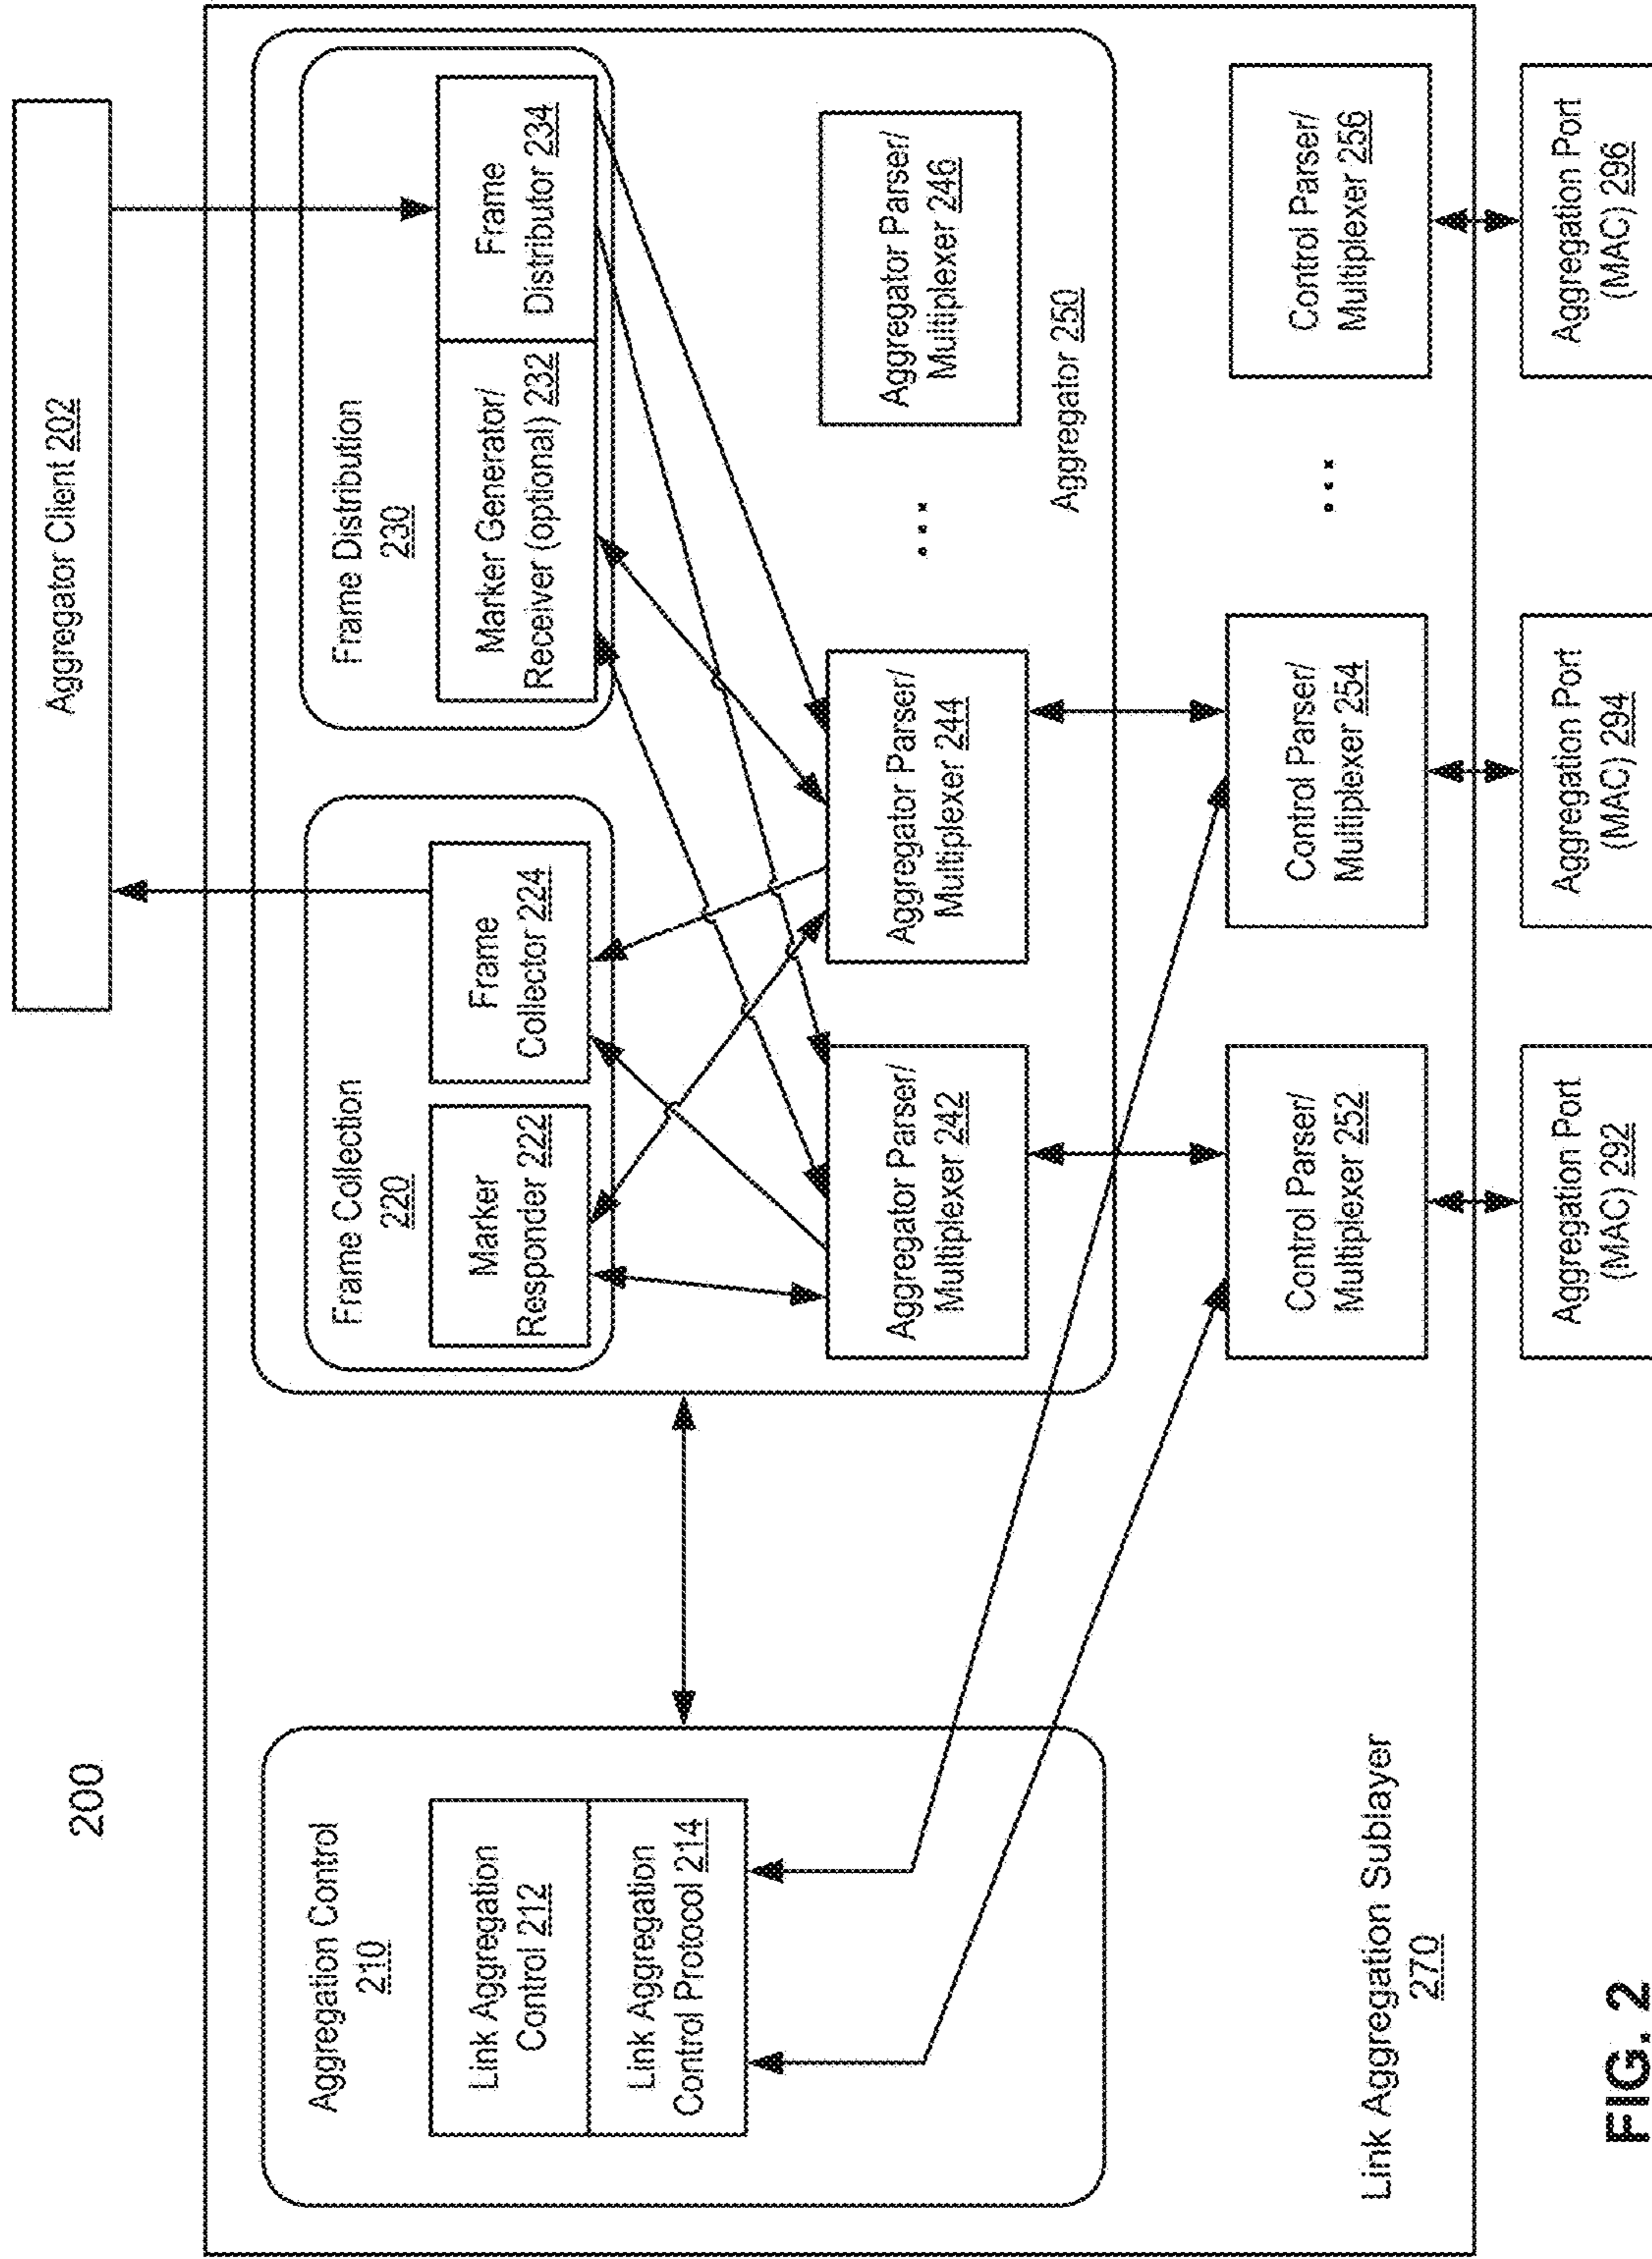 200
Aggregator Client 202
Aggregation Control
210
Link Aggregation
Control 212
Link Aggregation
Control Protocol 214
Frame Collection
220
Marker
Responder 222
Frame
Collector 224
Frame Distribution
230
Marker Generator/
Receiver (optional) 232
Frame
Distributor 234
Aggregator Parser/
Multiplexer 242
Aggregator Parser/
Multiplexer 244
...
Aggregator Parser/
Multiplexer 246
Aggregator 250
Control Parser/
Multiplexer 252
Control Parser/
Multiplexer 254
...
Control Parser/
Multiplexer 256
Link Aggregation Sublayer
270
Aggregation Port
(MAC) 292
Aggregation Port
(MAC) 294
Aggregation Port
(MAC) 296
FIG. 2